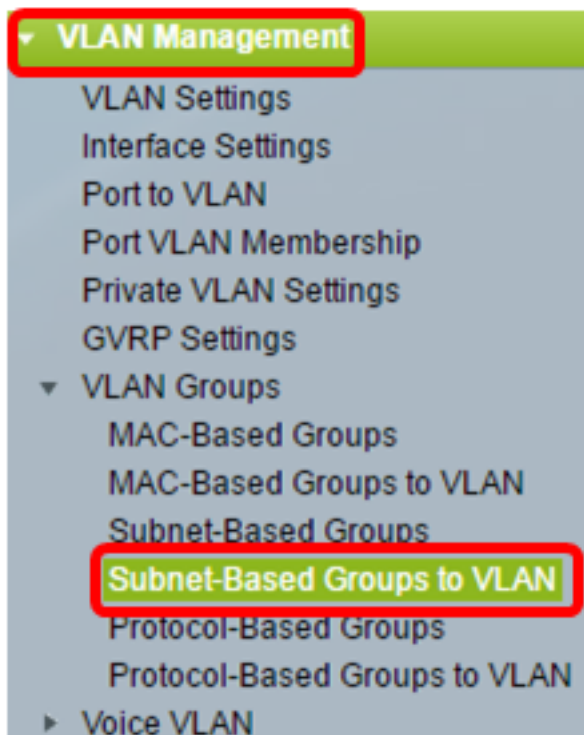 VLAN Management
VLAN Settings
Interface Settings
Port to VLAN
Port VLAN Membership
Private VLAN Settings
GVRP Settings
VLAN Groups
MAC-Based Groups
MAC-Based Groups to VLAN
Subnet-Based Groups
Subnet-Based Groups to VLAN
Protocol-Based Groups
Protocol-Based Groups to VLAN
Voice VLAN